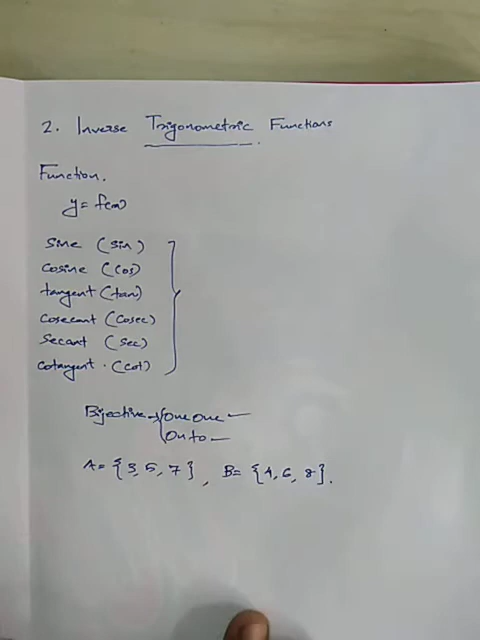 2. Inverse Trigonometric Functions
Function.
y = f(x)
Sine (sin)
Cosine (cos)
tangent (tan)
Cosecant (Cosec)
Secant (Sec)
Cotangent. (cot)
Bijective → { one one –
onto –
A = {3, 5, 7}, B = {4, 6, 8}.